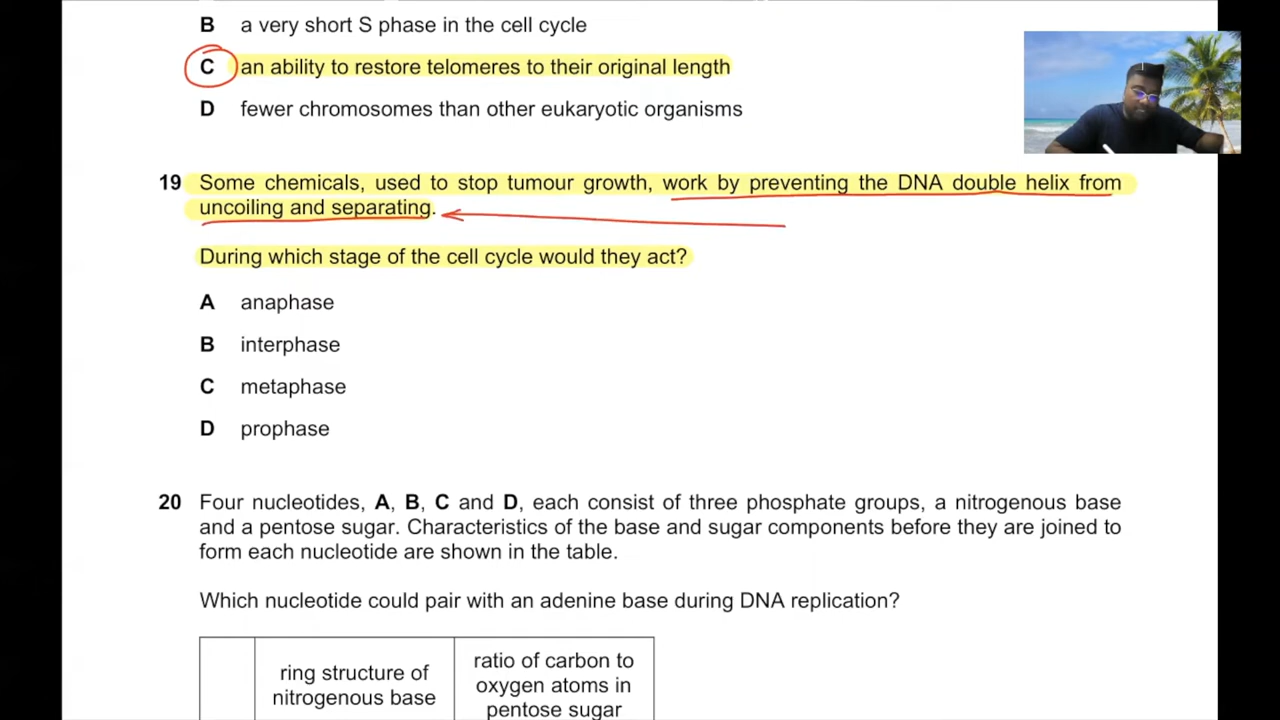 B a very short S phase in the cell cycle
C an ability to restore telomeres to their original length
D fewer chromosomes than other eukaryotic organisms
19 Some chemicals, used to stop tumour growth, work by preventing the DNA double helix from
uncoiling and separating.
During which stage of the cell cycle would they act?
A anaphase
B interphase
C metaphase
D prophase
20 Four nucleotides, A, B, C and D, each consist of three phosphate groups, a nitrogenous base
and a pentose sugar. Characteristics of the base and sugar components before they are joined to
form each nucleotide are shown in the table.
Which nucleotide could pair with an adenine base during DNA replication?
ring structure of
nitrogenous base
ratio of carbon to
oxygen atoms in
pentose sugar